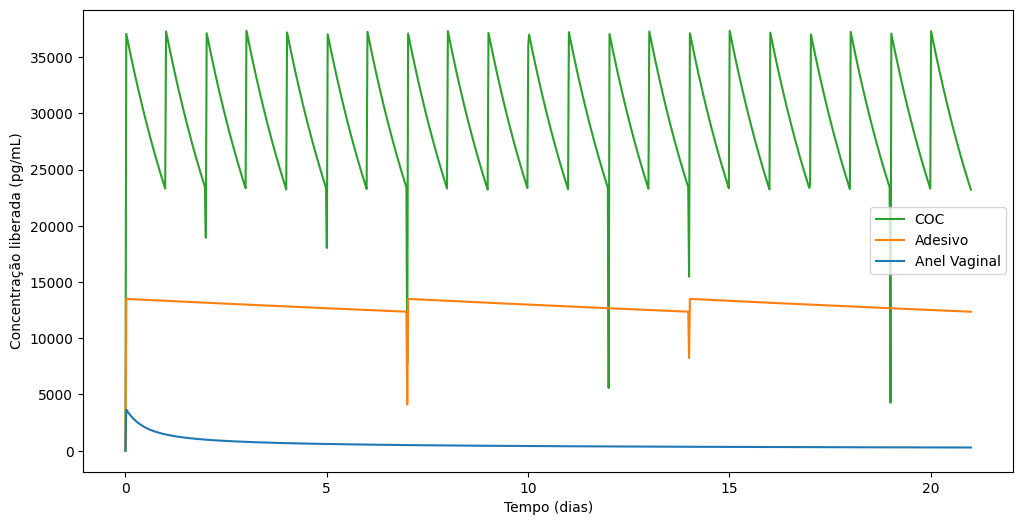 Concentração liberada (pg/mL)
35000
30000
25000
20000
15000
10000
5000
0
COC
Adesivo
Anel Vaginal
0
5
10
15
20
Tempo (dias)